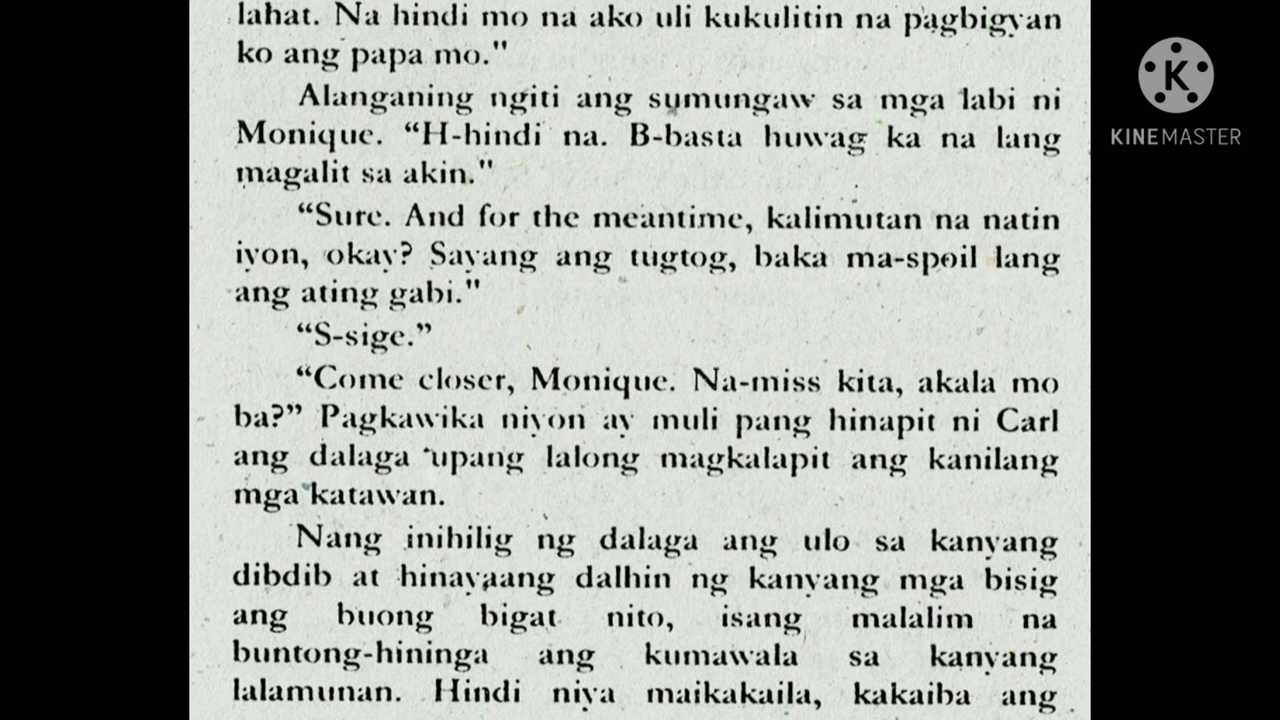 lahat. Na hindi mo na ako uli kukulitin na pagbigyan
ko ang papa mo."
Alanganing ngiti ang sumungaw sa mga labi ni
Monique. “H-hindi na. B-basta huwag ka na lang
magalit sa akin."
“Sure. And for the meantime, kalimutan na natin
iyon, okay? Sayang ang tugtog, baka ma-spoil lang
ang ating gabi."
“S-sige.”
“Come closer, Monique. Na-miss kita, akala mo
ba?” Pagkawika niyon ay muli pang hinapit ni Carl
ang dalaga upang lalong magkalapit ang kanilang
mga katawan.
Nang inihilig ng dalaga ang ulo sa kanyang
dibdib at hinayaang dalhin ng kanyang mga bisig
ang buong bigat nito, isang malalim na
buntong-hininga ang kumawala sa kanyang
lalamunan. Hindi niya maikakaila, kakaiba ang
K
KINEMASTER